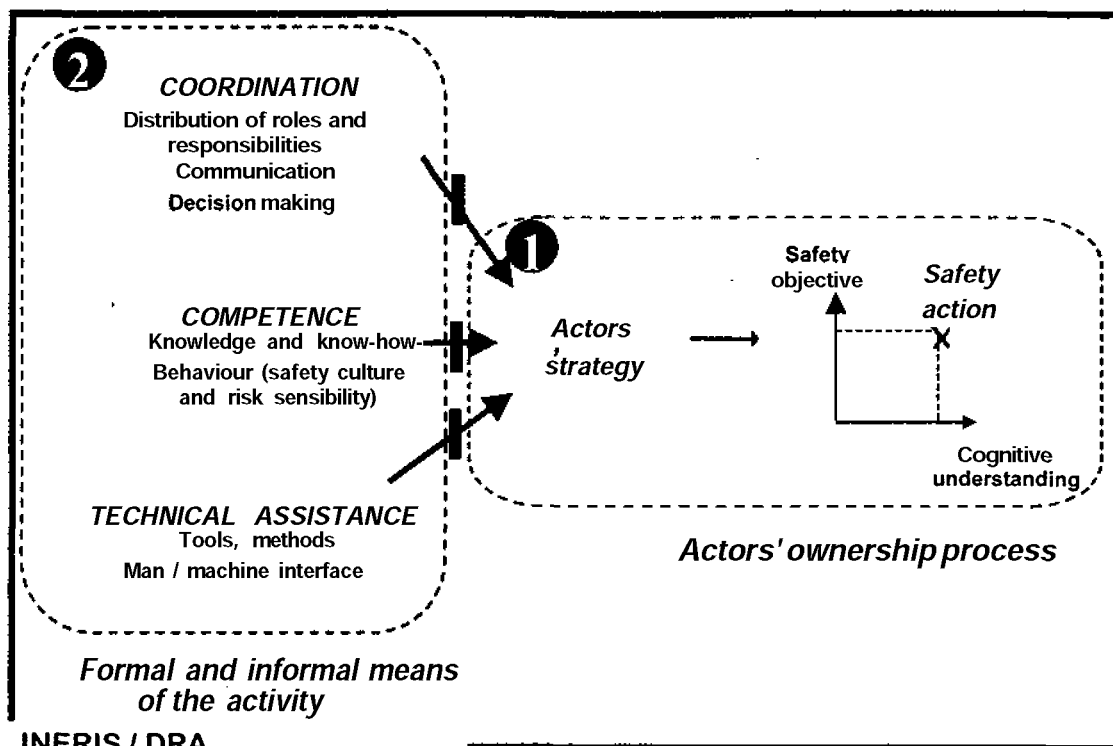 2
COORDINATION
Distribution of roles and
responsibilities
Communication
Decision making
COMPETENCE
Knowledge and know-how
Behaviour (safety culture
and risk sensibility)
TECHNICAL ASSISTANCE
Tools, methods
Man / machine interface
Formal and informal means
of the activity
1
Actors'
strategy
Safety
objective
Safety
action
X
Cognitive
understanding
Actors' ownership process
INERIS / DRA